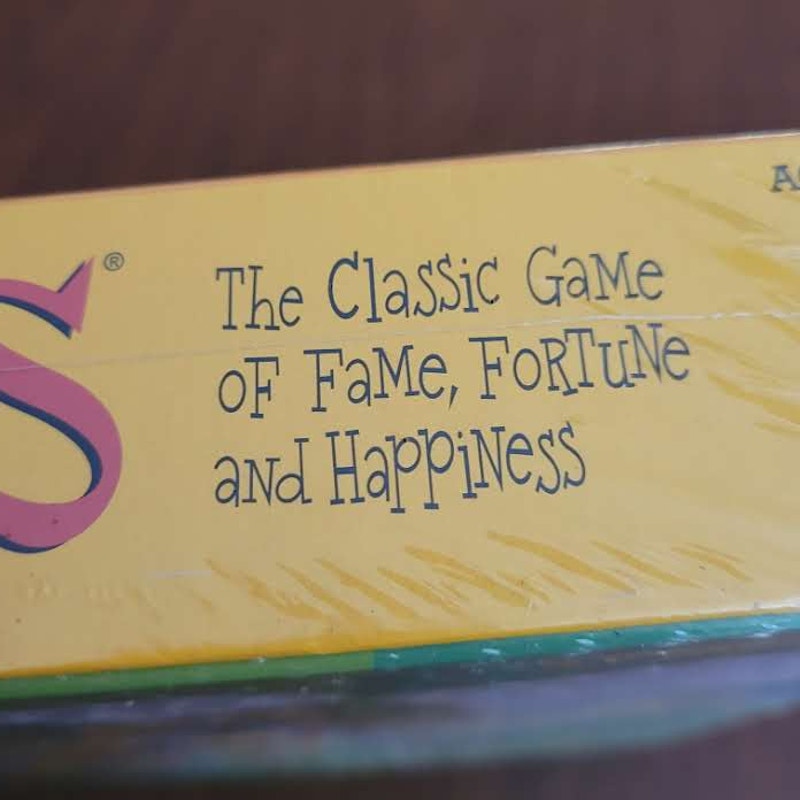 S®
The Classic Game
of Fame, Fortune
and Happiness